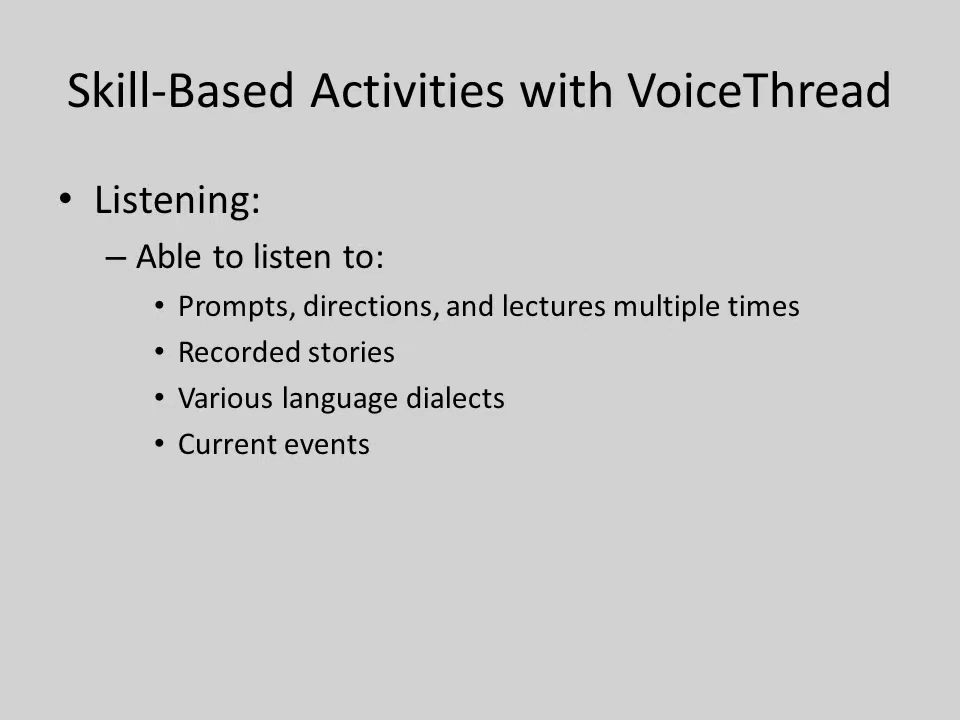 Skill-Based Activities with VoiceThread
• Listening:
– Able to listen to:
• Prompts, directions, and lectures multiple times
• Recorded stories
• Various language dialects
• Current events